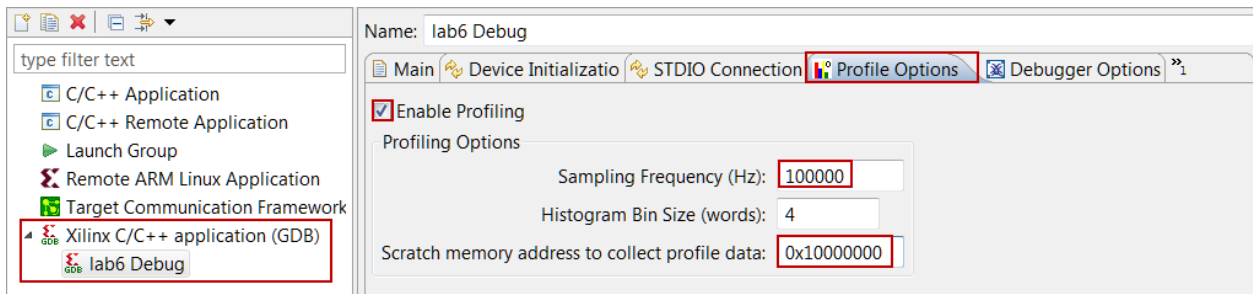 type filter text
C/C++ Application
C/C++ Remote Application
Launch Group
Remote ARM Linux Application
Target Communication Framework
Xilinx C/C++ application (GDB)
lab6 Debug
Name: lab6 Debug
Main Device Initializatio STDIO Connection Profile Options Debugger Options »1
Enable Profiling
Profiling Options
Sampling Frequency (Hz): 100000
Histogram Bin Size (words): 4
Scratch memory address to collect profile data: 0x10000000